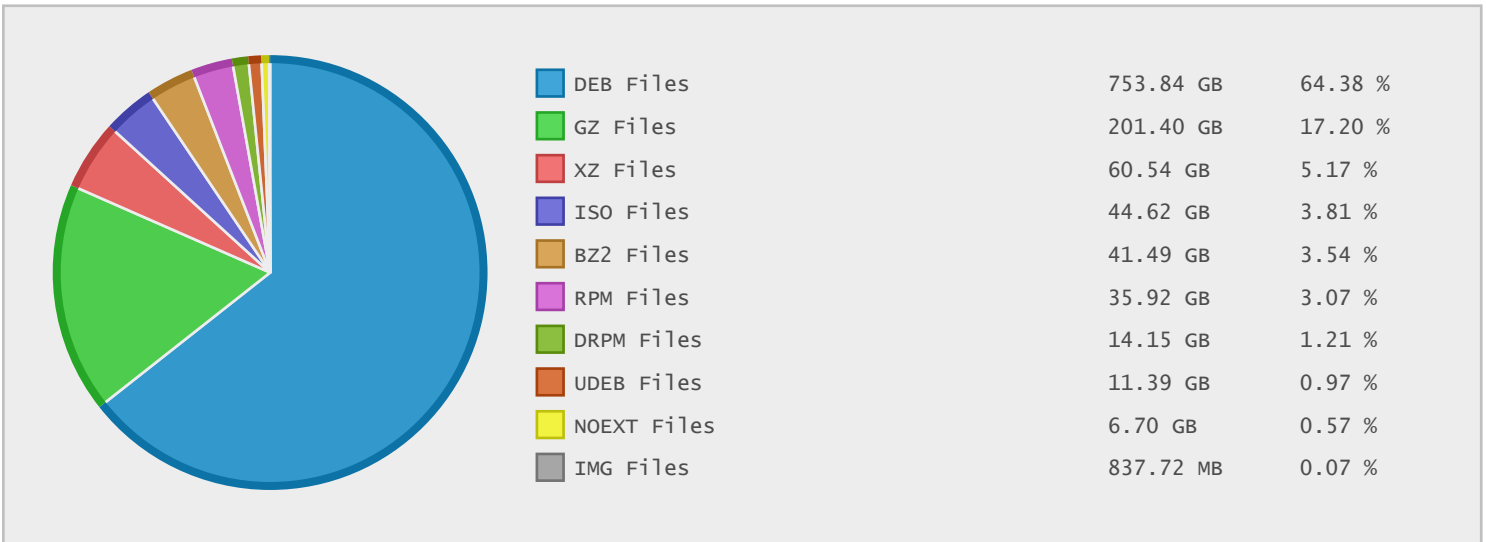 DEB Files 753.84 GB 64.38 %
GZ Files 201.40 GB 17.20 %
XZ Files 60.54 GB 5.17 %
ISO Files 44.62 GB 3.81 %
BZ2 Files 41.49 GB 3.54 %
RPM Files 35.92 GB 3.07 %
DRPM Files 14.15 GB 1.21 %
UDEB Files 11.39 GB 0.97 %
NOEXT Files 6.70 GB 0.57 %
IMG Files 837.72 MB 0.07 %